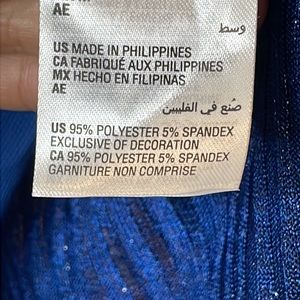 AE
وسط
US MADE IN PHILIPPINES
CA FABRIQUÉ AUX PHILIPPINES
MX HECHO EN FILIPINAS
AE
صنع في الفلبين
US 95% POLYESTER 5% SPANDEX
EXCLUSIVE OF DECORATION
CA 95% POLYESTER 5% SPANDEX
GARNITURE NON COMPRISE